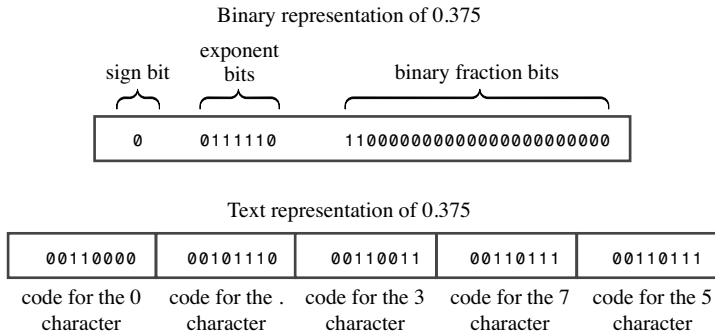 Binary representation of 0.375
exponent
sign bit bits binary fraction bits
0 0111110 110000000000000000000000
Text representation of 0.375
00110000 00101110 00110011 00110111 00110111
code for the 0 code for the . code for the 3 code for the 7 code for the 5
character character character character character